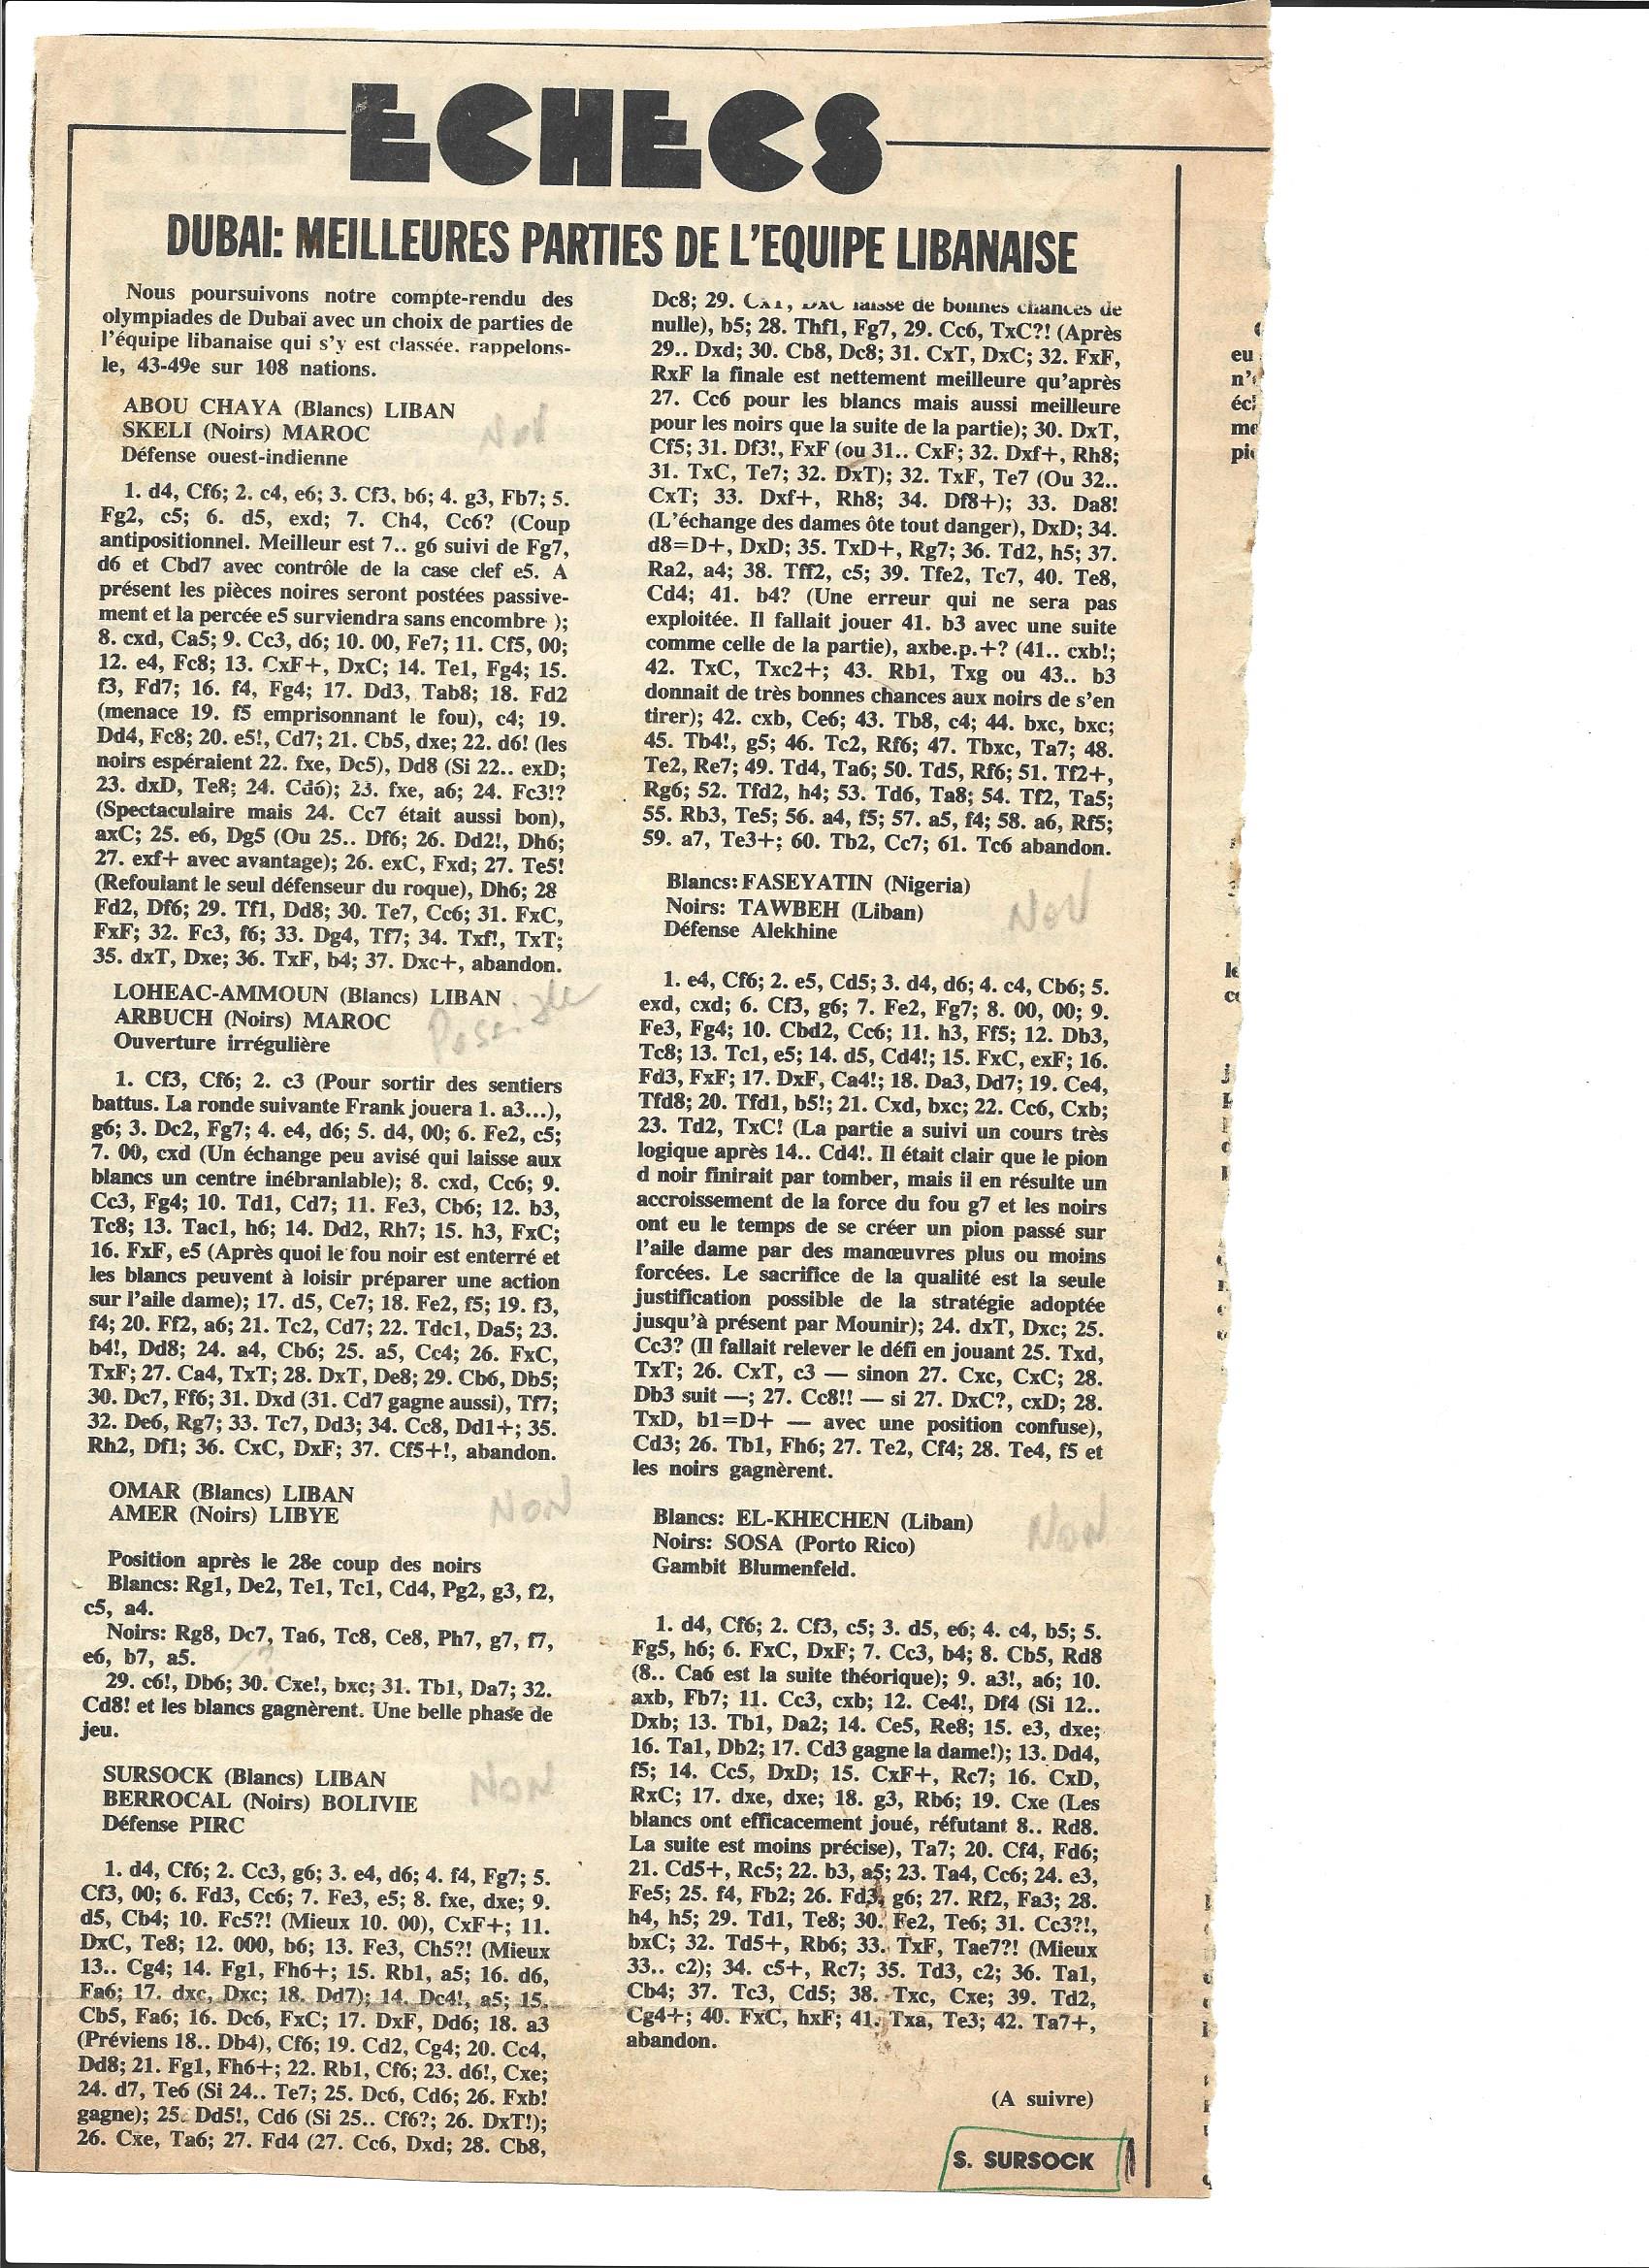 ECHECS
DUBAI: MEILLEURES PARTIES DE L'EQUIPE LIBANAISE
Nous poursuivons notre compte-rendu des
olympiades de Dubaï avec un choix de parties de
l'équipe libanaise qui s'y est classée, rappelons-
le, 43-49e sur 108 nations.
ABOU CHAYA (Blancs) LIBAN
SKELI (Noirs) MAROC
Défense ouest-indienne
Non
1. d4, Cf6; 2. c4, e6; 3. Cf3, b6; 4. g3, Fb7; 5.
Fg2, c5; 6. d5, exd; 7. Ch4, Cc6? (Coup
antipositionnel. Meilleur est 7.. g6 suivi de Fg7,
d6 et Cbd7 avec contrôle de la case clef e5. A
présent les pièces noires seront postées passive-
ment et la percée e5 surviendra sans encombre );
8. cxd, Ca5; 9. Cc3, d6; 10. 00, Fe7; 11. Cf5, 00;
12. e4, Fc8; 13. CxF+, DxC; 14. Te1, Fg4; 15.
f3, Fd7; 16. f4, Fg4; 17. Dd3, Tab8; 18. Fd2
(menace 19. f5 emprisonnant le fou), c4; 19.
Dd4, Fc8; 20. e5!, Cd7; 21. Cb5, dxe; 22. d6! (les
noirs espéraient 22. fxe, Dc5), Dd8 (Si 22.. exD;
23. dxD, Te8; 24. Cd6); 23. fxe, a6; 24. Fc3!?
(Spectaculaire mais 24. Cc7 était aussi bon),
axC; 25. e6, Dg5 (Ou 25.. Df6; 26. Dd2!, Dh6;
27. exf+ avec avantage); 26. exC, Fxd; 27. Te5!
(Refoulant le seul défenseur du roque), Dh6; 28
Fd2, Df6; 29. Tf1, Dd8; 30. Te7, Cc6; 31. FxC,
FxF; 32. Fc3, f6; 33. Dg4, Tf7; 34. Txf!, TxT;
35. dxT, Dxe; 36. TxF, b4; 37. Dxc+, abandon.
LOHEAC-AMMOUN (Blancs) LIBAN
ARBUCH (Noirs) MAROC
Ouverture irrégulière
Possible
1. Cf3, Cf6; 2. c3 (Pour sortir des sentiers
battus. La ronde suivante Frank jouera 1. a3...),
g6; 3. Dc2, Fg7; 4. e4, d6; 5. d4, 00; 6. Fe2, c5;
7. 00, cxd (Un échange peu avisé qui laisse aux
blancs un centre inébranlable); 8. cxd, Cc6; 9.
Cc3, Fg4; 10. Td1, Cd7; 11. Fe3, Cb6; 12. b3,
Tc8; 13. Tac1, h6; 14. Dd2, Rh7; 15. h3, FxC;
16. FxF, e5 (Après quoi le fou noir est enterré et
les blancs peuvent à loisir préparer une action
sur l'aile dame); 17. d5, Ce7; 18. Fe2, f5; 19. f3,
f4; 20. Ff2, a6; 21. Tc2, Cd7; 22. Tdc1, Da5; 23.
b4!, Dd8; 24. a4, Cb6; 25. a5, Cc4; 26. FxC,
TxF; 27. Ca4, TxT; 28. DxT, De8; 29. Cb6, Db5;
30. Dc7, Ff6; 31. Dxd (31. Cd7 gagne aussi), Tf7;
32. De6, Rg7; 33. Tc7, Dd3; 34. Cc8, Dd1+; 35.
Rh2, Df1; 36. CxC, DxF; 37. Cf5+!, abandon.
OMAR (Blancs) LIBAN
AMER (Noirs) LIBYE
Non
Position après le 28e coup des noirs
Blancs: Rg1, De2, Te1, Tc1, Cd4, Pg2, g3, f2,
c5, a4.
Noirs: Rg8, Dc7, Ta6, Tc8, Ce8, Ph7, g7, f7,
e6, b7, a5.
29. c6!, Db6; 30. Cxe!, bxc; 31. Tb1, Da7; 32.
Cd8! et les blancs gagnèrent. Une belle phase de
jeu.
SURSOCK (Blancs) LIBAN
BERROCAL (Noirs) BOLIVIE
Défense PIRC
Non
1. d4, Cf6; 2. Cc3, g6; 3. e4, d6; 4. f4, Fg7; 5.
Cf3, 00; 6. Fd3, Cc6; 7. Fe3, e5; 8. fxe, dxe; 9.
d5, Cb4; 10. Fc5?! (Mieux 10. 00), CxF+; 11.
DxC, Te8; 12. 000, b6; 13. Fe3, Ch5?! (Mieux
13.. Cg4; 14. Fg1, Fh6+; 15. Rb1, a5; 16. d6,
Fa6; 17. dxc, Dxc; 18. Dd7); 14. Dc4!, a5; 15.
Cb5, Fa6; 16. Dc6, FxC; 17. DxF, Dd6; 18. a3
(Préviens 18.. Db4), Cf6; 19. Cd2, Cg4; 20. Cc4,
Dd8; 21. Fg1, Fh6+; 22. Rb1, Cf6; 23. d6!, Cxe;
24. d7, Te6 (Si 24.. Te7; 25. Dc6, Cd6; 26. Fxb!
gagne); 25. Dd5!, Cd6 (Si 25.. Cf6?; 26. DxT!);
26. Cxe, Ta6; 27. Fd4 (27. Cc6, Dxd; 28. Cb8,
Dc8; 29. CxT, DxC laisse de bonnes chances de
nulle), b5; 28. Thf1, Fg7, 29. Cc6, TxC?! (Après
29.. Dxd; 30. Cb8, Dc8; 31. CxT, DxC; 32. FxF,
RxF la finale est nettement meilleure qu'après
27. Cc6 pour les blancs mais aussi meilleure
pour les noirs que la suite de la partie); 30. DxT,
Cf5; 31. Df3!, FxF (ou 31.. CxF; 32. Dxf+, Rh8;
31. TxC, Te7; 32. DxT); 32. TxF, Te7 (Ou 32..
CxT; 33. Dxf+, Rh8; 34. Df8+); 33. Da8!
(L'échange des dames ôte tout danger), DxD; 34.
d8=D+, DxD; 35. TxD+, Rg7; 36. Td2, h5; 37.
Ra2, a4; 38. Tff2, c5; 39. Tfe2, Tc7, 40. Te8,
Cd4; 41. b4? (Une erreur qui ne sera pas
exploitée. Il fallait jouer 41. b3 avec une suite
comme celle de la partie), axbe.p.+? (41.. cxb!;
42. TxC, Txc2+; 43. Rb1, Txg ou 43.. b3
donnait de très bonnes chances aux noirs de s'en
tirer); 42. cxb, Ce6; 43. Tb8, c4; 44. bxc, bxc;
45. Tb4!, g5; 46. Tc2, Rf6; 47. Tbxc, Ta7; 48.
Te2, Re7; 49. Td4, Ta6; 50. Td5, Rf6; 51. Tf2+,
Rg6; 52. Tfd2, h4; 53. Td6, Ta8; 54. Tf2, Ta5;
55. Rb3, Te5; 56. a4, f5; 57. a5, f4; 58. a6, Rf5;
59. a7, Te3+; 60. Tb2, Cc7; 61. Tc6 abandon.
Blancs: FASEYATIN (Nigeria)
Noirs: TAWBEH (Liban)
Défense Alekhine
Non
1. e4, Cf6; 2. e5, Cd5; 3. d4, d6; 4. c4, Cb6; 5.
exd, cxd; 6. Cf3, g6; 7. Fe2, Fg7; 8. 00, 00; 9.
Fe3, Fg4; 10. Cbd2, Cc6; 11. h3, Ff5; 12. Db3,
Tc8; 13. Tc1, e5; 14. d5, Cd4!; 15. FxC, exF; 16.
Fd3, FxF; 17. DxF, Ca4!; 18. Da3, Dd7; 19. Ce4,
Tfd8; 20. Tfd1, b5!; 21. Cxd, bxc; 22. Cc6, Cxb;
23. Td2, TxC! (La partie a suivi un cours très
logique après 14.. Cd4!. Il était clair que le pion
d noir finirait par tomber, mais il en résulte un
accroissement de la force du fou g7 et les noirs
ont eu le temps de se créer un pion passé sur
l'aile dame par des manœuvres plus ou moins
forcées. Le sacrifice de la qualité est la seule
justification possible de la stratégie adoptée
jusqu'à présent par Mounir); 24. dxT, Dxc; 25.
Cc3? (Il fallait relever le défi en jouant 25. Txd,
TxT; 26. CxT, c3 — sinon 27. Cxc, CxC; 28.
Db3 suit —; 27. Cc8!! — si 27. DxC?, cxD; 28.
TxD, b1=D+ — avec une position confuse),
Cd3; 26. Tb1, Fh6; 27. Te2, Cf4; 28. Te4, f5 et
les noirs gagnèrent.
Blancs: EL-KHECHEN (Liban)
Noirs: SOSA (Porto Rico)
Gambit Blumenfeld.
Non
1. d4, Cf6; 2. Cf3, c5; 3. d5, e6; 4. c4, b5; 5.
Fg5, h6; 6. FxC, DxF; 7. Cc3, b4; 8. Cb5, Rd8
(8.. Ca6 est la suite théorique); 9. a3!, a6; 10.
axb, Fb7; 11. Cc3, cxb; 12. Ce4!, Df4 (Si 12..
Dxb; 13. Tb1, Da2; 14. Ce5, Re8; 15. e3, dxe;
16. Ta1, Db2; 17. Cd3 gagne la dame!); 13. Dd4,
f5; 14. Cc5, DxD; 15. CxF+, Rc7; 16. CxD,
RxC; 17. dxe, dxe; 18. g3, Rb6; 19. Cxe (Les
blancs ont efficacement joué, réfutant 8.. Rd8.
La suite est moins précise), Ta7; 20. Cf4, Fd6;
21. Cd5+, Rc5; 22. b3, a5; 23. Ta4, Cc6; 24. e3,
Fe5; 25. f4, Fb2; 26. Fd3, g6; 27. Rf2, Fa3; 28.
h4, h5; 29. Td1, Te8; 30. Fe2, Te6; 31. Cc3?!,
bxC; 32. Td5+, Rb6; 33. TxF, Tae7?! (Mieux
33.. c2); 34. c5+, Rc7; 35. Td3, c2; 36. Ta1,
Cb4; 37. Tc3, Cd5; 38. Txc, Cxe; 39. Td2,
Cg4+; 40. FxC, hxF; 41. Txa, Te3; 42. Ta7+,
abandon.
(A suivre)
S. SURSOCK
eu
éc
me